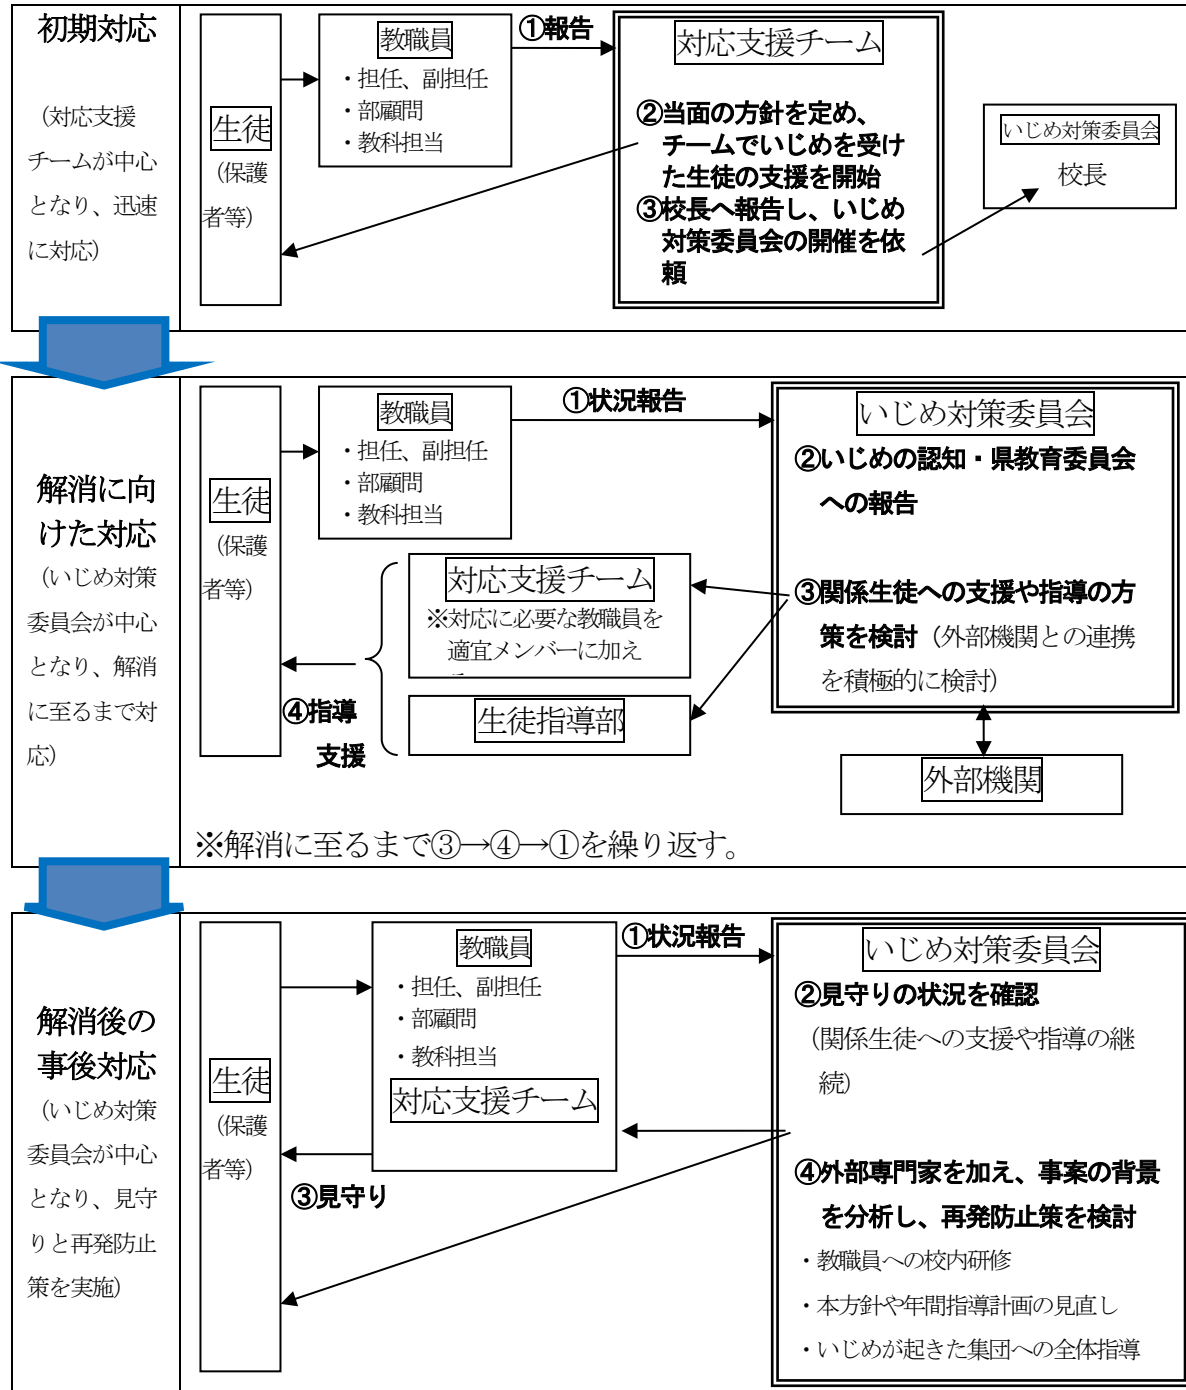 初期対応
（対応支援
チームが中心
となり、迅速
に対応）
生徒
（保護
者等）
教職員
・担任、副担任
・部顧問
・教科担当
①報告
対応支援チーム
②当面の方針を定め、
チームでいじめを受け
た生徒の支援を開始
③校長へ報告し、いじめ
対策委員会の開催を依
頼
いじめ対策委員会
校長
解消に向
けた対応
（いじめ対策
委員会が中心
となり、解消
に至るまで対
応）
生徒
（保護
者等）
教職員
・担任、副担任
・部顧問
・教科担当
①状況報告
いじめ対策委員会
②いじめの認知・県教育委員会
への報告
③関係生徒への支援や指導の方
策を検討（外部機関との連携
を積極的に検討）
対応支援チーム
※対応に必要な教職員を
適宜メンバーに加え
生徒指導部
④指導
支援
外部機関
※解消に至るまで③→④→①を繰り返す。
解消後の
事後対応
（いじめ対策
委員会が中心
となり、見守
りと再発防止
策を実施）
生徒
（保護
者等）
教職員
・担任、副担任
・部顧問
・教科担当
対応支援チーム
①状況報告
③見守り
いじめ対策委員会
②見守りの状況を確認
（関係生徒への支援や指導の継
続）
④外部専門家を加え、事案の背景
を分析し、再発防止策を検討
・教職員への校内研修
・本方針や年間指導計画の見直し
・いじめが起きた集団への全体指導